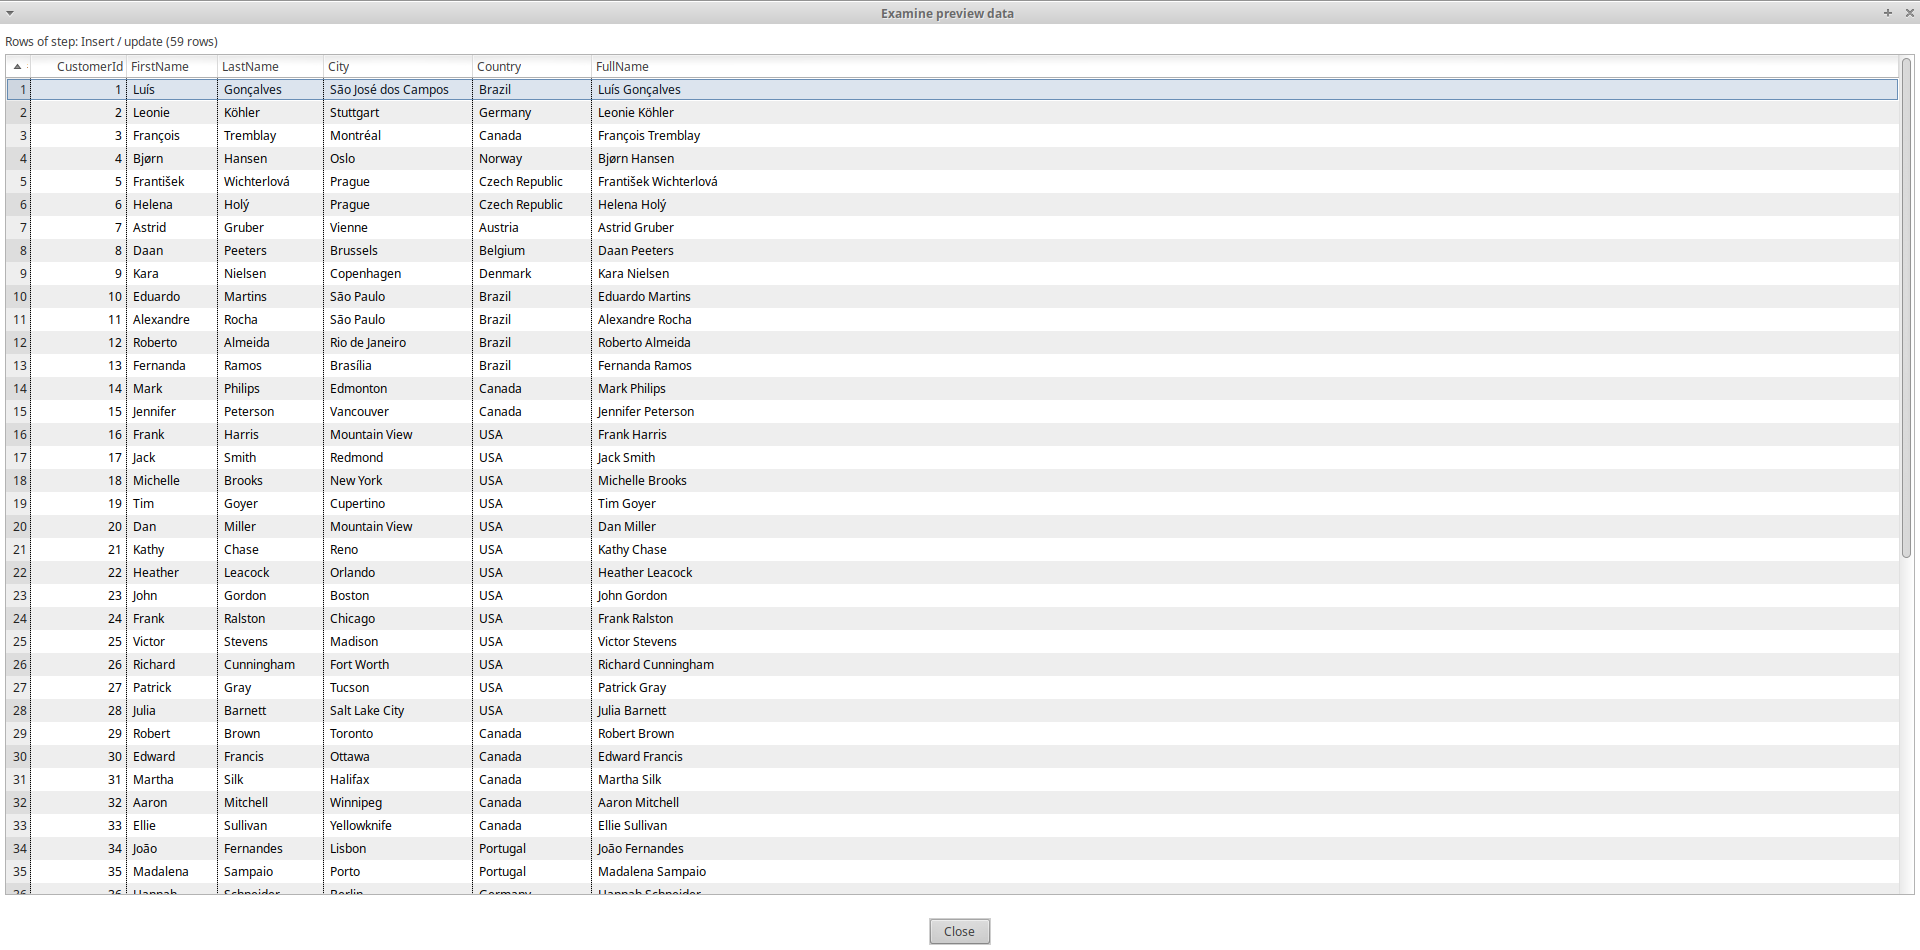 Examine preview data
Rows of step: Insert / update (59 rows)
CustomerId FirstName LastName City Country FullName
1 1 Luís Gonçalves São José dos Campos Brazil Luís Gonçalves
2 2 Leonie Köhler Stuttgart Germany Leonie Köhler
3 3 François Tremblay Montréal Canada François Tremblay
4 4 Bjørn Hansen Oslo Norway Bjørn Hansen
5 5 František Wichterlová Prague Czech Republic František Wichterlová
6 6 Helena Holý Prague Czech Republic Helena Holý
7 7 Astrid Gruber Vienne Austria Astrid Gruber
8 8 Daan Peeters Brussels Belgium Daan Peeters
9 9 Kara Nielsen Copenhagen Denmark Kara Nielsen
10 10 Eduardo Martins São Paulo Brazil Eduardo Martins
11 11 Alexandre Rocha São Paulo Brazil Alexandre Rocha
12 12 Roberto Almeida Rio de Janeiro Brazil Roberto Almeida
13 13 Fernanda Ramos Brasília Brazil Fernanda Ramos
14 14 Mark Philips Edmonton Canada Mark Philips
15 15 Jennifer Peterson Vancouver Canada Jennifer Peterson
16 16 Frank Harris Mountain View USA Frank Harris
17 17 Jack Smith Redmond USA Jack Smith
18 18 Michelle Brooks New York USA Michelle Brooks
19 19 Tim Goyer Cupertino USA Tim Goyer
20 20 Dan Miller Mountain View USA Dan Miller
21 21 Kathy Chase Reno USA Kathy Chase
22 22 Heather Leacock Orlando USA Heather Leacock
23 23 John Gordon Boston USA John Gordon
24 24 Frank Ralston Chicago USA Frank Ralston
25 25 Victor Stevens Madison USA Victor Stevens
26 26 Richard Cunningham Fort Worth USA Richard Cunningham
27 27 Patrick Gray Tucson USA Patrick Gray
28 28 Julia Barnett Salt Lake City USA Julia Barnett
29 29 Robert Brown Toronto Canada Robert Brown
30 30 Edward Francis Ottawa Canada Edward Francis
31 31 Martha Silk Halifax Canada Martha Silk
32 32 Aaron Mitchell Winnipeg Canada Aaron Mitchell
33 33 Ellie Sullivan Yellowknife Canada Ellie Sullivan
34 34 João Fernandes Lisbon Portugal João Fernandes
35 35 Madalena Sampaio Porto Portugal Madalena Sampaio
36 36 Hannah Schneider Berlin Germany Hannah Schneider
Close